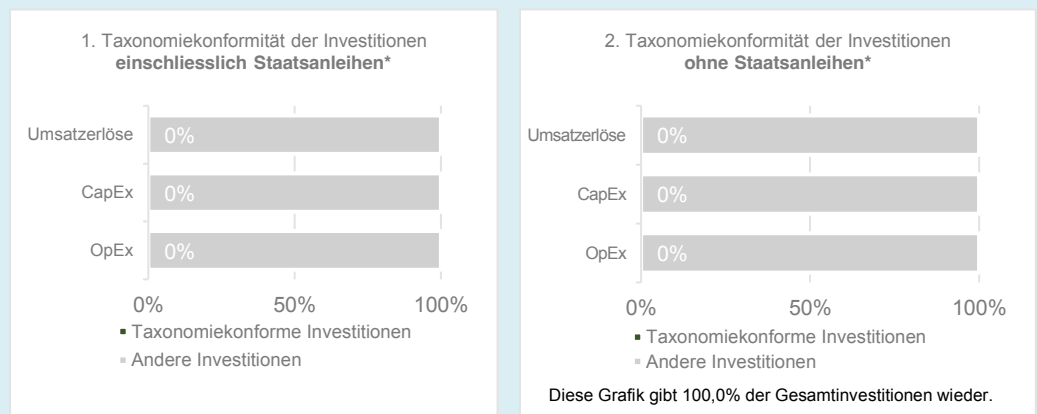 1. Taxonomiekonformität der Investitionen
einschliesslich Staatsanleihen*
Umsatzerlöse
0%
CapEx
0%
OpEx
0%
0%
50%
100%
Taxonomiekonforme Investitionen
Andere Investitionen
2. Taxonomiekonformität der Investitionen
ohne Staatsanleihen*
Umsatzerlöse
0%
CapEx
0%
OpEx
0%
0%
50%
100%
Taxonomiekonforme Investitionen
Andere Investitionen
Diese Grafik gibt 100,0% der Gesamtinvestitionen wieder.